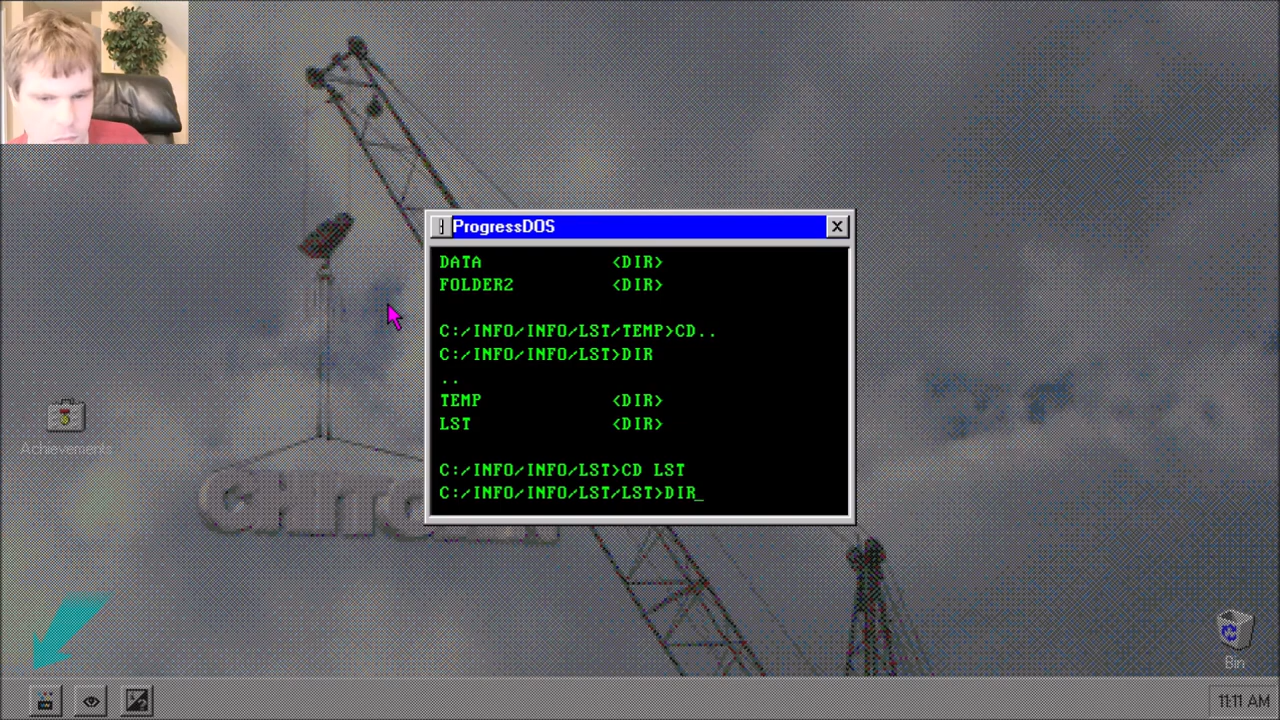 ProgressDOS
DATA <DIR>
FOLDER2 <DIR>
C:/INFO/INFO/LST/TEMP>CD..
C:/INFO/INFO/LST>DIR
..
TEMP <DIR>
LST <DIR>
C:/INFO/INFO/LST>CD LST
C:/INFO/INFO/LST/LST>DIR_
Achievements
Bin
11:11 AM